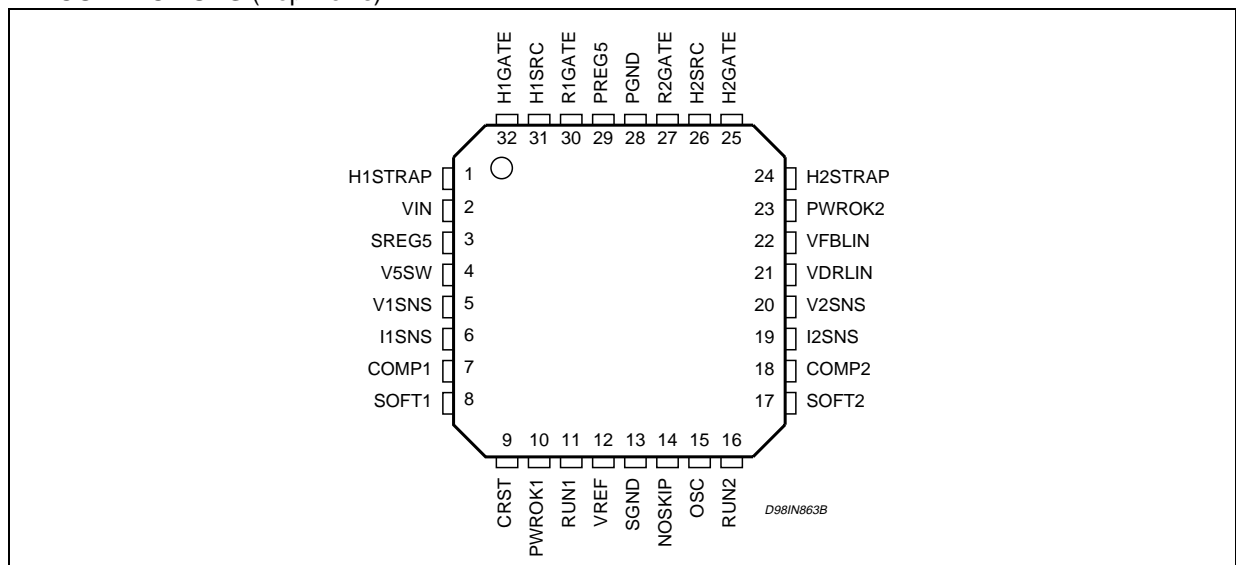 H1GATE
H1SRC
R1GATE
PREG5
PGND
R2GATE
H2SRC
H2GATE
32 31 30 29 28 27 26 25
H1STRAP 1 24 H2STRAP
VIN 2 23 PWROK2
SREG5 3 22 VFBLIN
V5SW 4 21 VDRLIN
V1SNS 5 20 V2SNS
I1SNS 6 19 I2SNS
COMP1 7 18 COMP2
SOFT1 8 17 SOFT2
9 10 11 12 13 14 15 16
CRST
PWROK1
RUN1
VREF
SGND
NOSKIP
OSC
RUN2
D98IN863B